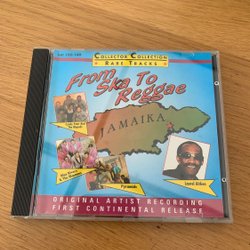 COLLECTOR COLLECTION
RARE TRACKS
From Ska To Reggae
JAMAIKA
Laurel Aitken
Pyramids
ORIGINAL ARTIST RECORDING
FIRST CONTINENTAL RELEASE